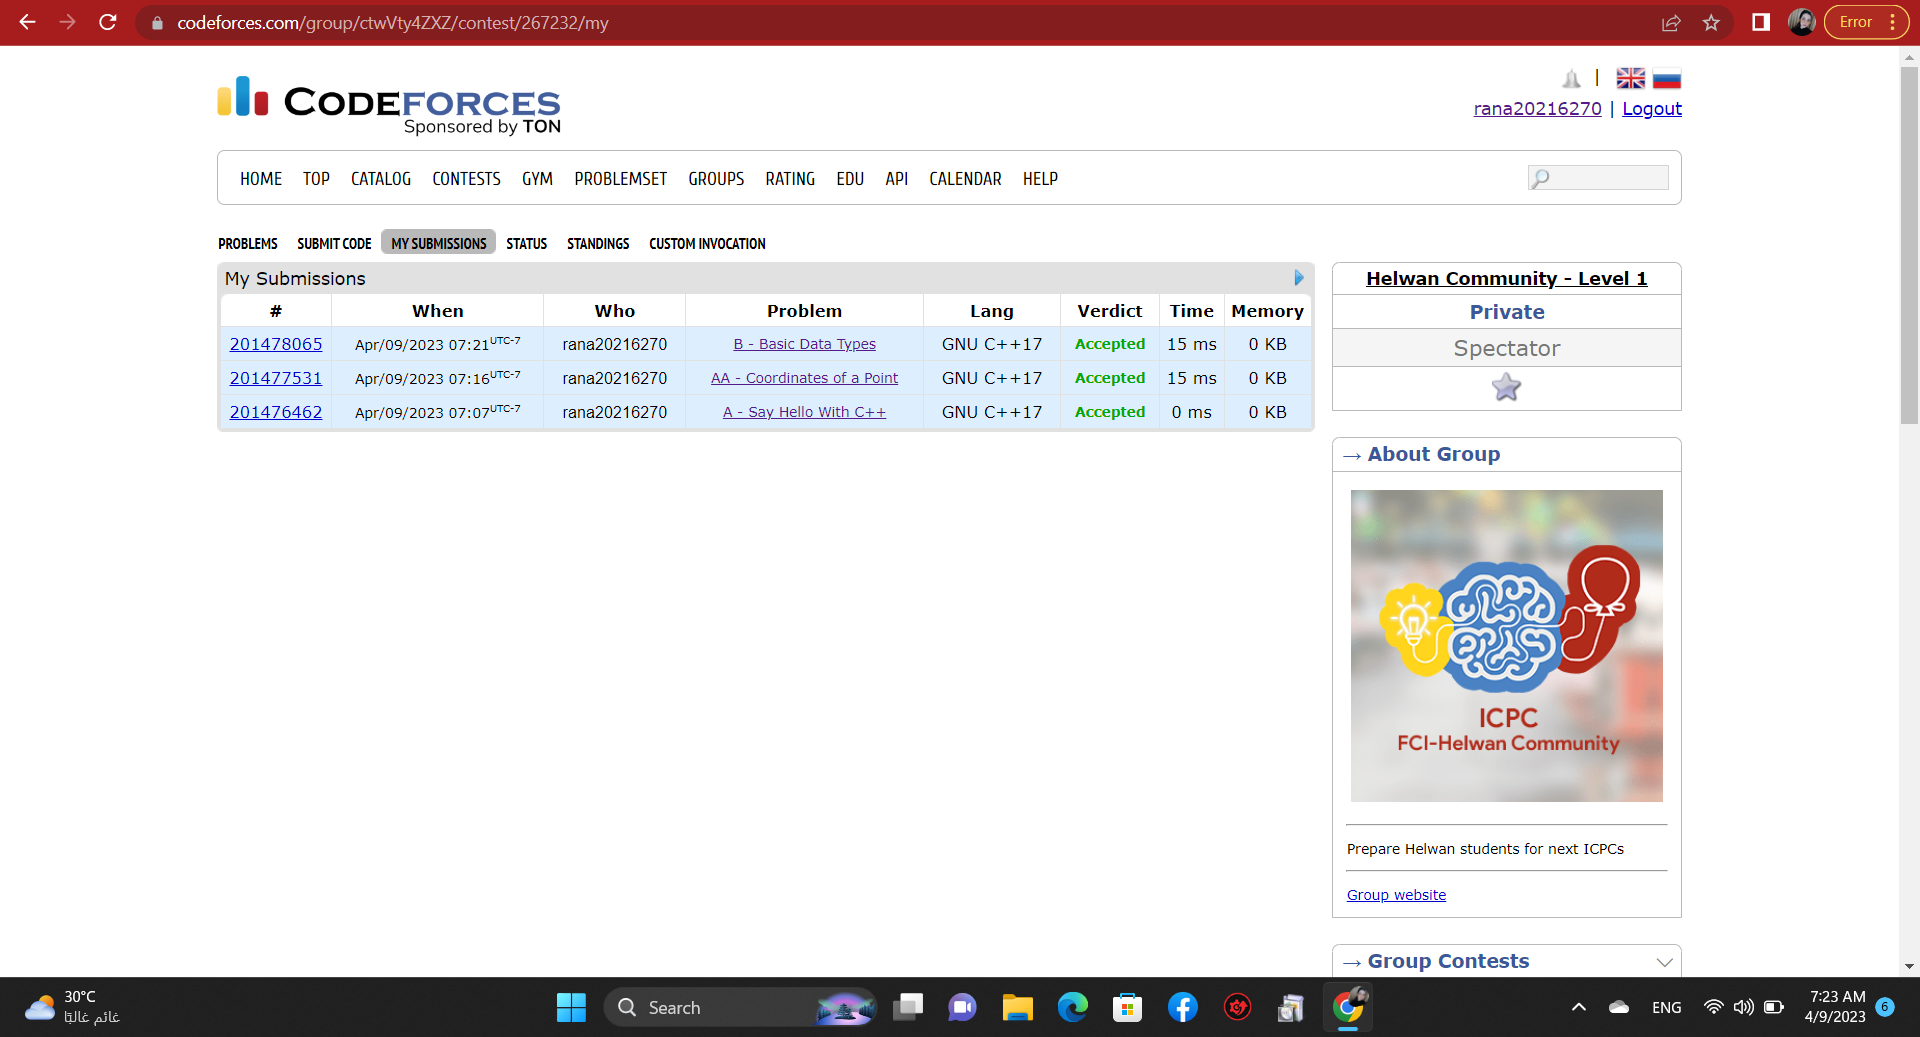 codeforces.com/group/ctwVty4ZXZ/contest/267232/my
Error
CODEFORCES
Sponsored by TON
|
rana20216270 | Logout
HOME TOP CATALOG CONTESTS GYM PROBLEMSET GROUPS RATING EDU API CALENDAR HELP
PROBLEMS SUBMIT CODE MY SUBMISSIONS STATUS STANDINGS CUSTOM INVOCATION
My Submissions
# When Who Problem Lang Verdict Time Memory
201478065 Apr/09/2023 07:21UTC-7 rana20216270 B - Basic Data Types GNU C++17 Accepted 15 ms 0 KB
201477531 Apr/09/2023 07:16UTC-7 rana20216270 AA - Coordinates of a Point GNU C++17 Accepted 15 ms 0 KB
201476462 Apr/09/2023 07:07UTC-7 rana20216270 A - Say Hello With C++ GNU C++17 Accepted 0 ms 0 KB
Helwan Community - Level 1
Private
Spectator
→ About Group
ICPC
FCI-Helwan Community
Prepare Helwan students for next ICPCs
Group website
→ Group Contests
30°C
غائم غالبًا
Search
ENG
7:23 AM
4/9/2023
6